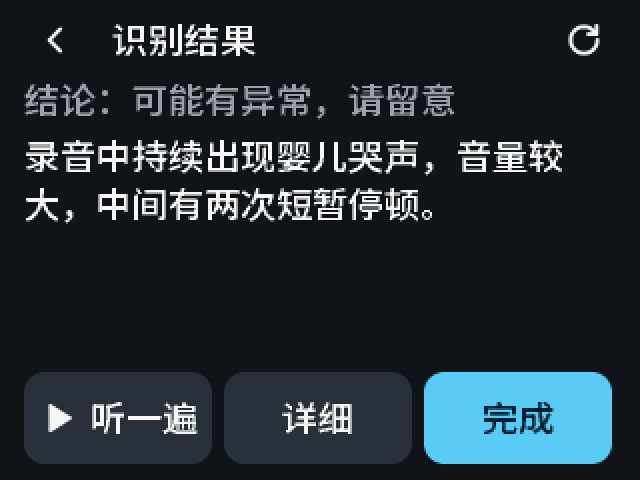 识别结果
结论：可能有异常，请留意
录音中持续出现婴儿哭声，音量较
大，中间有两次短暂停顿。
听一遍
详细
完成